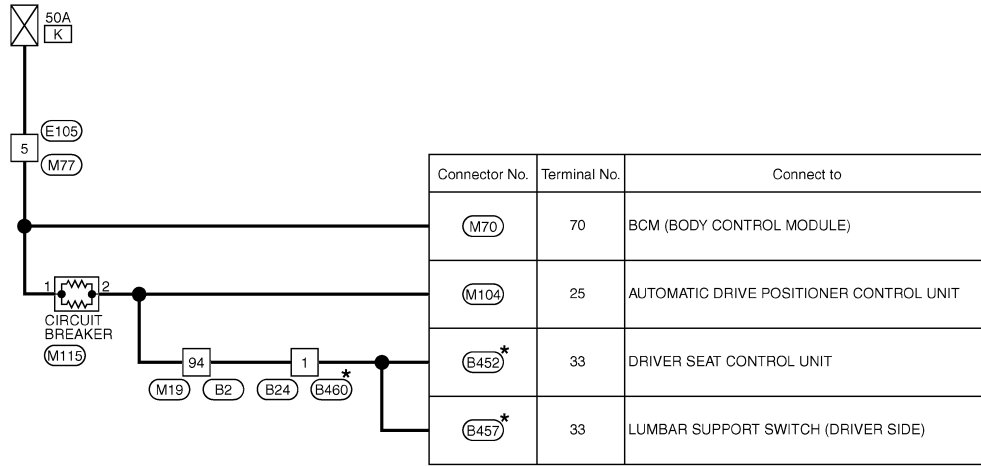 50A
K
5
E105
M77
Connector No. Terminal No. Connect to
M70 70 BCM (BODY CONTROL MODULE)
1 2
M104 25 AUTOMATIC DRIVE POSITIONER CONTROL UNIT
CIRCUIT
BREAKER
M115
94 1
M19 B2 B24 B460*
B452* 33 DRIVER SEAT CONTROL UNIT
B457* 33 LUMBAR SUPPORT SWITCH (DRIVER SIDE)